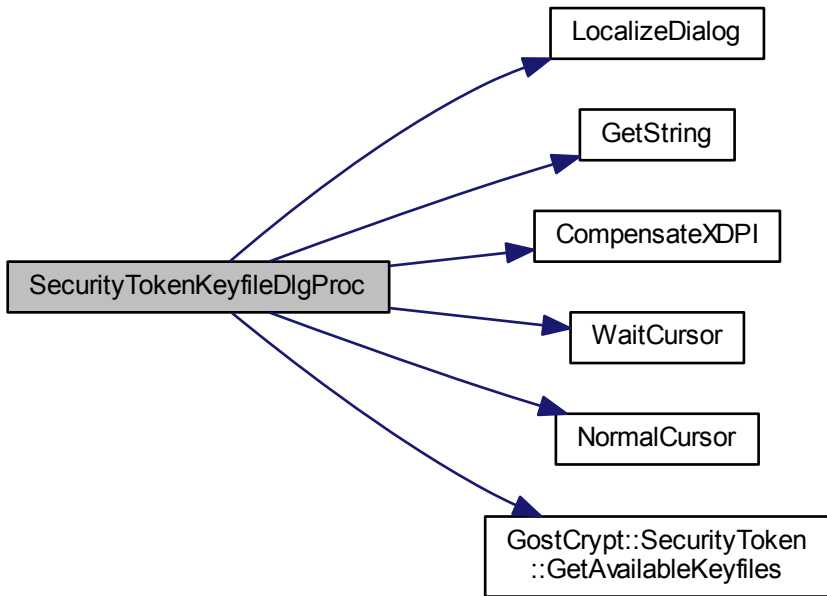 LocalizeDialog
GetString
CompensateXDPI
SecurityTokenKeyfileDlgProc
WaitCursor
NormalCursor
GostCrypt::SecurityToken
::GetAvailableKeyfiles